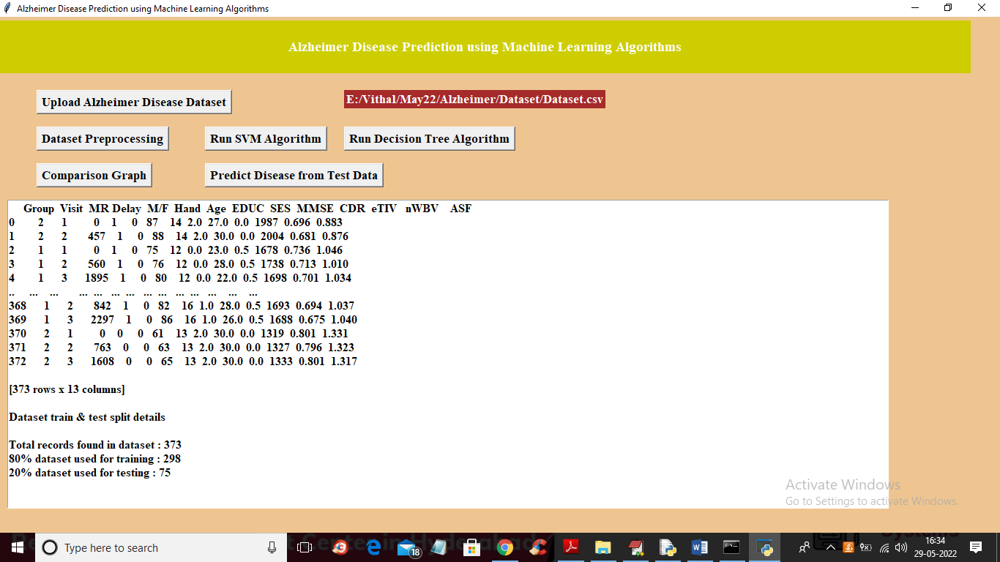 Alzheimer Disease Prediction using Machine Learning Algorithms
Alzheimer Disease Prediction using Machine Learning Algorithms
Upload Alzheimer Disease Dataset E:/Vithal/May22/Alzheimer/Dataset/Dataset.csv
Dataset Preprocessing Run SVM Algorithm Run Decision Tree Algorithm
Comparison Graph Predict Disease from Test Data
Group Visit MR Delay M/F Hand Age EDUC SES MMSE CDR eTIV nWBV ASF
0 2 1 0 1 0 87 14 2.0 27.0 0.0 1987 0.696 0.883
1 2 2 457 1 0 88 14 2.0 30.0 0.0 2004 0.681 0.876
2 1 1 0 1 0 75 12 0.0 23.0 0.5 1678 0.736 1.046
3 1 2 560 1 0 76 12 0.0 28.0 0.5 1738 0.713 1.010
4 1 3 1895 1 0 80 12 0.0 22.0 0.5 1698 0.701 1.034
.. ... ... ... ... ... ... ... ... ... ... ... ... ...
368 1 2 842 1 0 82 16 1.0 28.0 0.5 1693 0.694 1.037
369 1 3 2297 1 0 86 16 1.0 26.0 0.5 1688 0.675 1.040
370 2 1 0 0 0 61 13 2.0 30.0 0.0 1319 0.801 1.331
371 2 2 763 0 0 63 13 2.0 30.0 0.0 1327 0.796 1.323
372 2 3 1608 0 0 65 13 2.0 30.0 0.0 1333 0.801 1.317
[373 rows x 13 columns]
Dataset train & test split details
Total records found in dataset : 373
80% dataset used for training : 298
20% dataset used for testing : 75
Activate Windows
Go to Settings to activate Windows.
Type here to search
18
16:34
29-05-2022